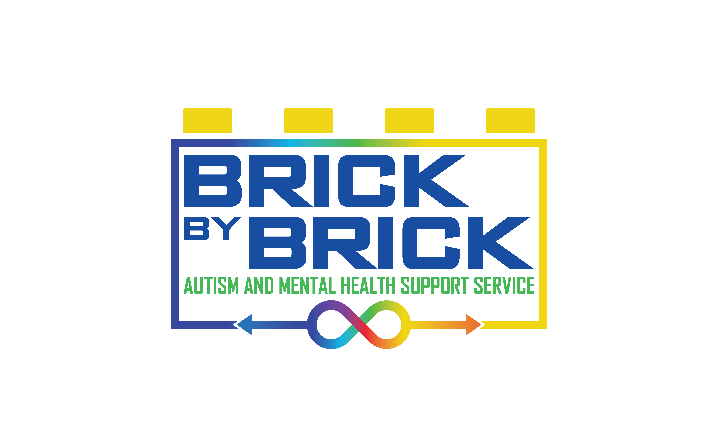 BRICK
BY BRICK
AUTISM AND MENTAL HEALTH SUPPORT SERVICE